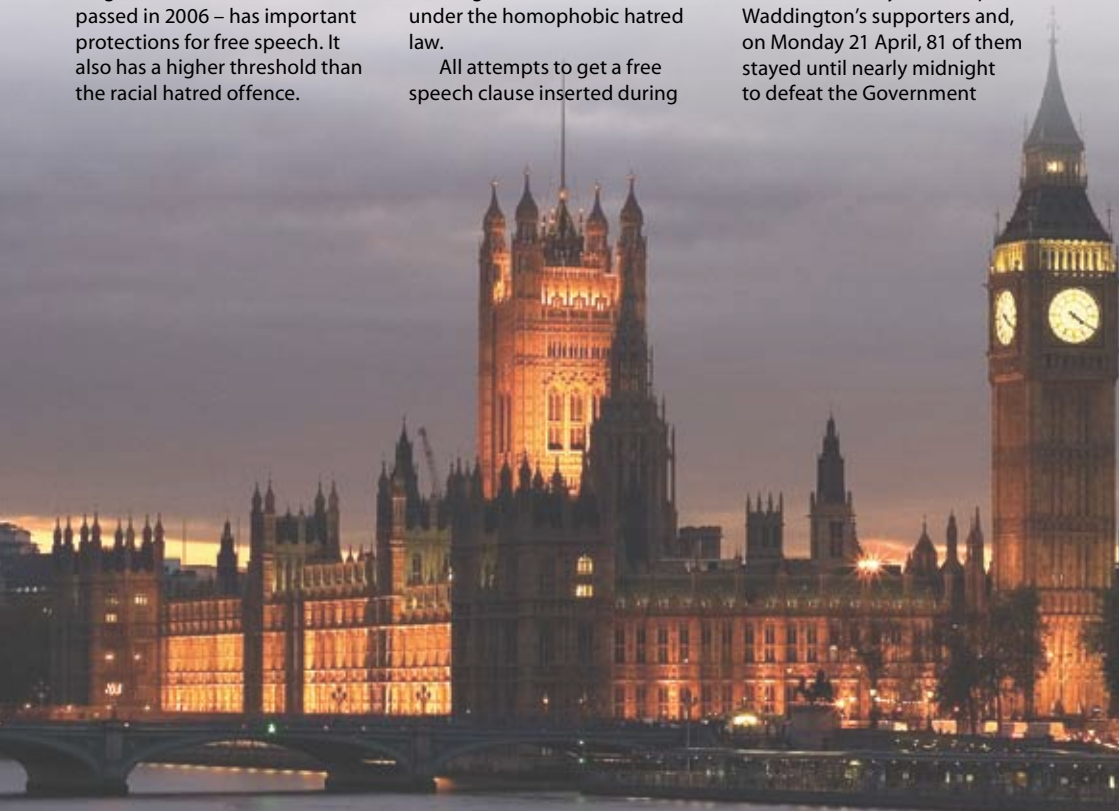 passed in 2006 – has important
protections for free speech. It
also has a higher threshold than
the racial hatred offence.
under the homophobic hatred
law.
All attempts to get a free
speech clause inserted during
Waddington’s supporters and,
on Monday 21 April, 81 of them
stayed until nearly midnight
to defeat the Government